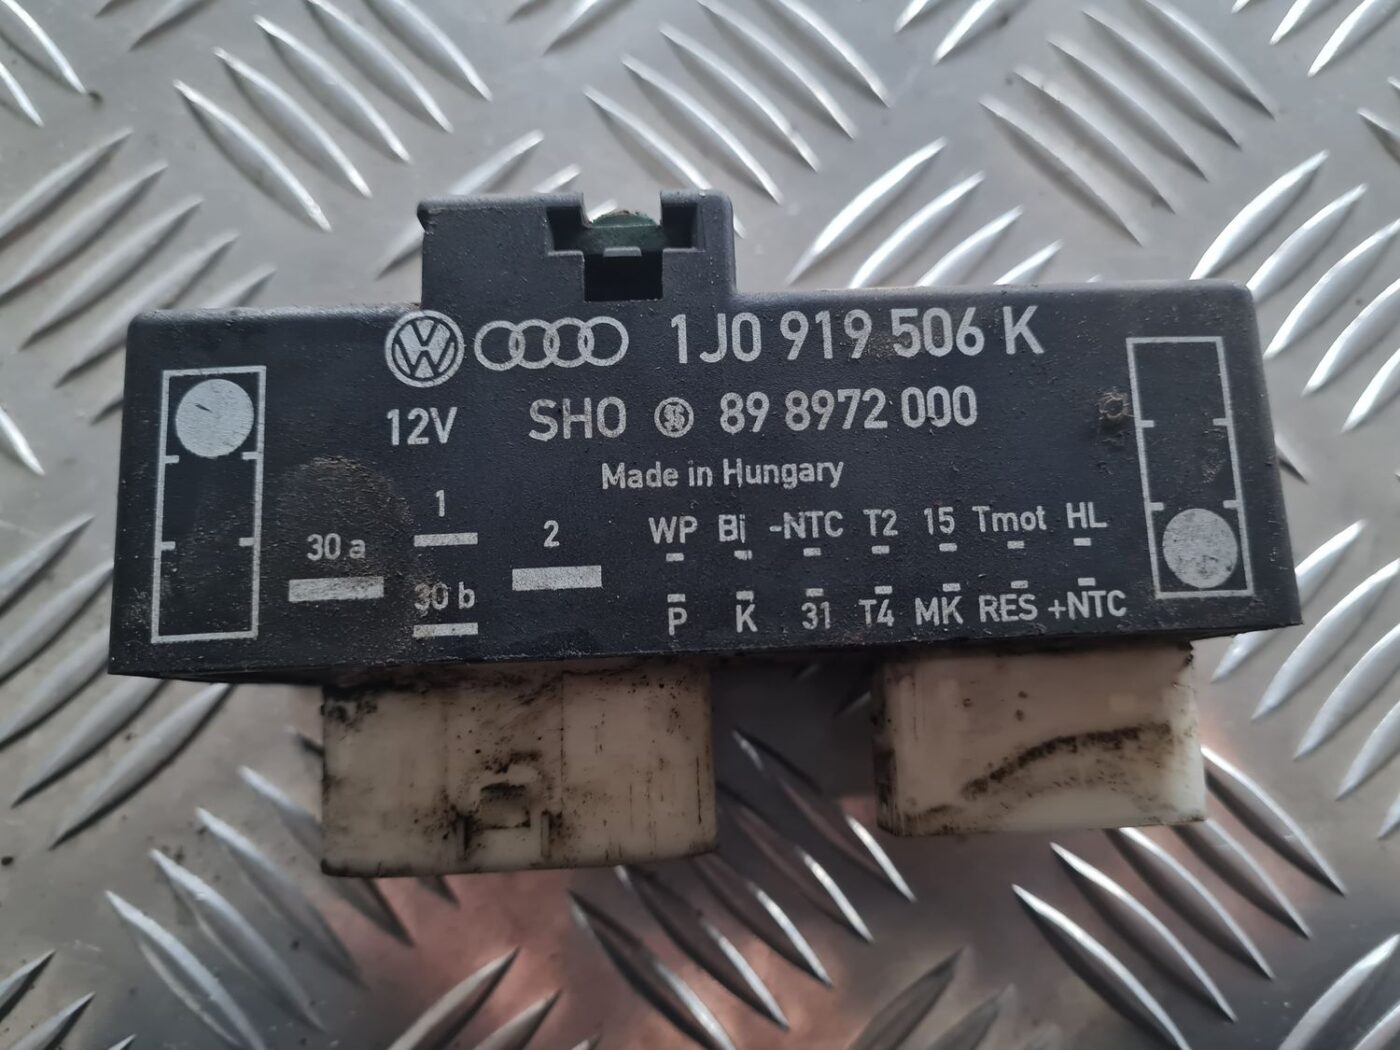 VW 1J0 919 506 K
12V SHO 89 8972 000
Made in Hungary
1 2 WP Bi -NTC T2 15 Tmot HL
30 a
30 b P K 31 T4 MK RES +NTC